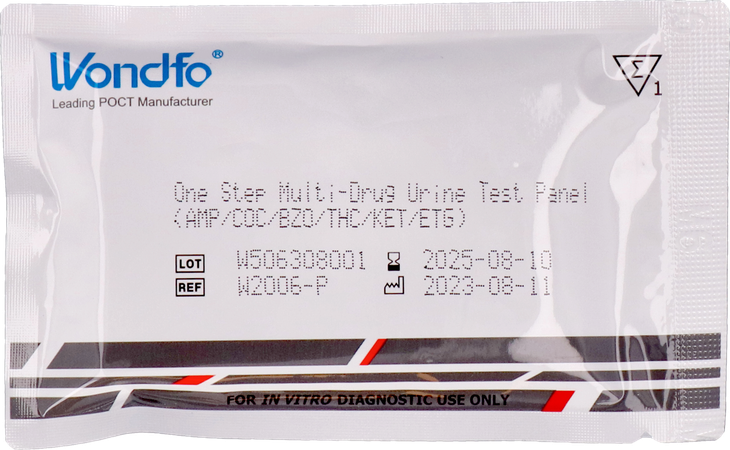 Wondfo®
Leading POCT Manufacturer
Σ
1
One Step Multi-Drug Urine Test Panel
(AMP/COC/BZO/THC/KET/ETG)
LOT W506308001 2025-08-10
REF W2006-P 2023-08-11
FOR IN VITRO DIAGNOSTIC USE ONLY